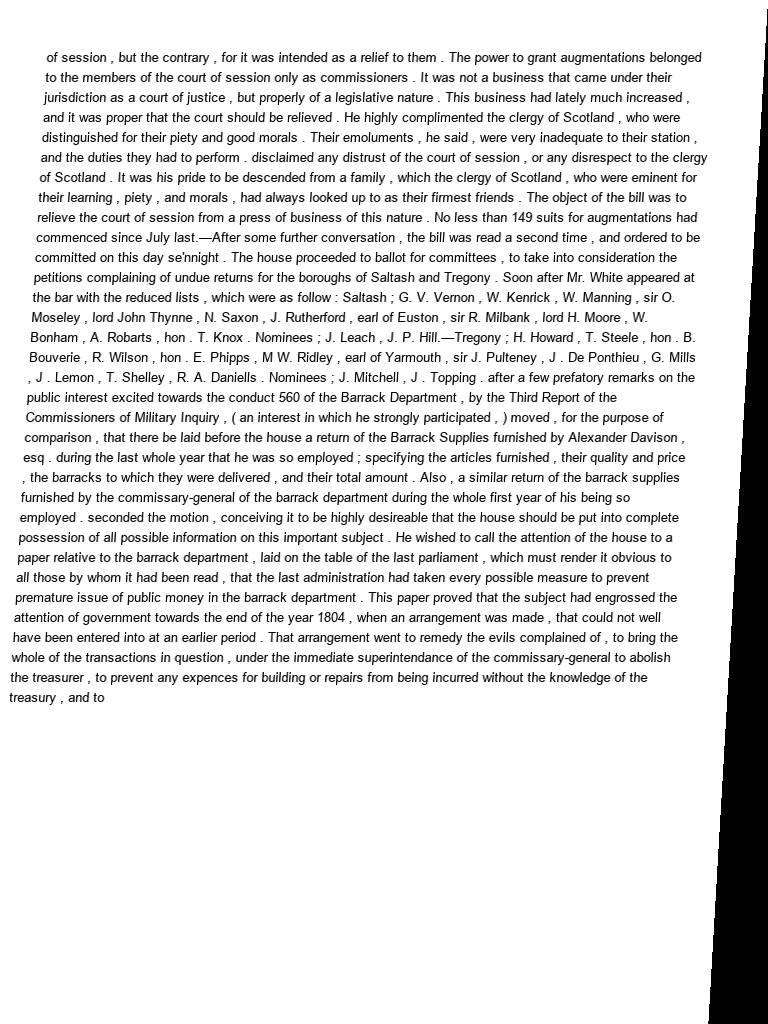 of session , but the contrary , for it was intended as a relief to them . The power to grant augmentations belonged
to the members of the court of session only as commissioners . It was not a business that came under their
jurisdiction as a court of justice , but properly of a legislative nature . This business had lately much increased ,
and it was proper that the court should be relieved . He highly complimented the clergy of Scotland , who were
distinguished for their piety and good morals . Their emoluments , he said , were very inadequate to their station ,
and the duties they had to perform . disclaimed any distrust of the court of session , or any disrespect to the clergy
of Scotland . It was his pride to be descended from a family , which the clergy of Scotland , who were eminent for
their learning , piety , and morals , had always looked up to as their firmest friends . The object of the bill was to
relieve the court of session from a press of business of this nature . No less than 149 suits for augmentations had
commenced since July last.—After some further conversation , the bill was read a second time , and ordered to be
committed on this day se'nnight . The house proceeded to ballot for committees , to take into consideration the
petitions complaining of undue returns for the boroughs of Saltash and Tregony . Soon after Mr. White appeared at
the bar with the reduced lists , which were as follow : Saltash ; G. V. Vernon , W. Kenrick , W. Manning , sir O.
Moseley , lord John Thynne , N. Saxon , J. Rutherford , earl of Euston , sir R. Milbank , lord H. Moore , W.
Bonham , A. Robarts , hon . T. Knox . Nominees ; J. Leach , J. P. Hill.—Tregony ; H. Howard , T. Steele , hon . B.
Bouverie , R. Wilson , hon . E. Phipps , M W. Ridley , earl of Yarmouth , sir J. Pulteney , J . De Ponthieu , G. Mills
, J . Lemon , T. Shelley , R. A. Daniells . Nominees ; J. Mitchell , J . Topping . after a few prefatory remarks on the
public interest excited towards the conduct 560 of the Barrack Department , by the Third Report of the
Commissioners of Military Inquiry , ( an interest in which he strongly participated , ) moved , for the purpose of
comparison , that there be laid before the house a return of the Barrack Supplies furnished by Alexander Davison ,
esq . during the last whole year that he was so employed ; specifying the articles furnished , their quality and price
, the barracks to which they were delivered , and their total amount . Also , a similar return of the barrack supplies
furnished by the commissary-general of the barrack department during the whole first year of his being so
employed . seconded the motion , conceiving it to be highly desireable that the house should be put into complete
possession of all possible information on this important subject . He wished to call the attention of the house to a
paper relative to the barrack department , laid on the table of the last parliament , which must render it obvious to
all those by whom it had been read , that the last administration had taken every possible measure to prevent
premature issue of public money in the barrack department . This paper proved that the subject had engrossed the
attention of government towards the end of the year 1804 , when an arrangement was made , that could not well
have been entered into at an earlier period . That arrangement went to remedy the evils complained of , to bring the
whole of the transactions in question , under the immediate superintendance of the commissary-general to abolish
the treasurer , to prevent any expences for building or repairs from being incurred without the knowledge of the
treasury , and to